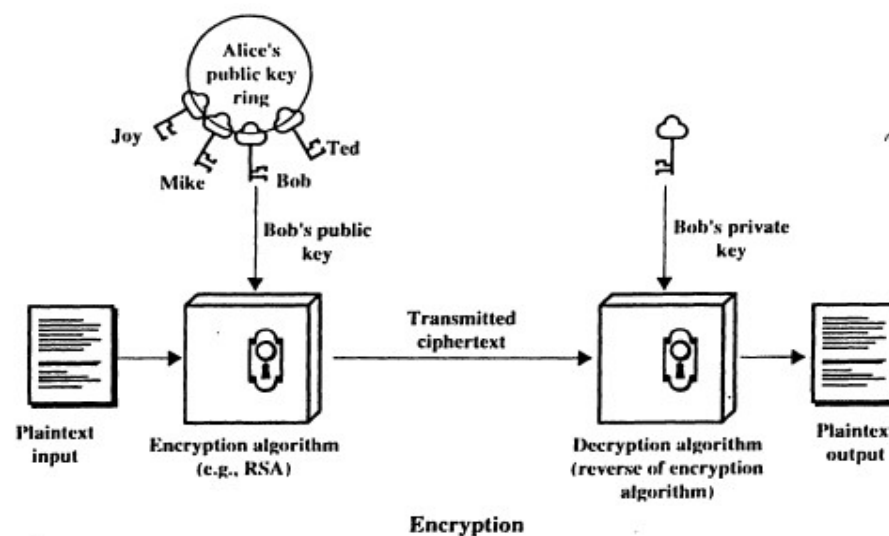 Alice's
public key
ring
Joy
Mike
Bob
Ted
Bob's public
key
Bob's private
key
Transmitted
ciphertext
Plaintext
input
Encryption algorithm
(e.g., RSA)
Decryption algorithm
(reverse of encryption
algorithm)
Plaintext
output
Encryption